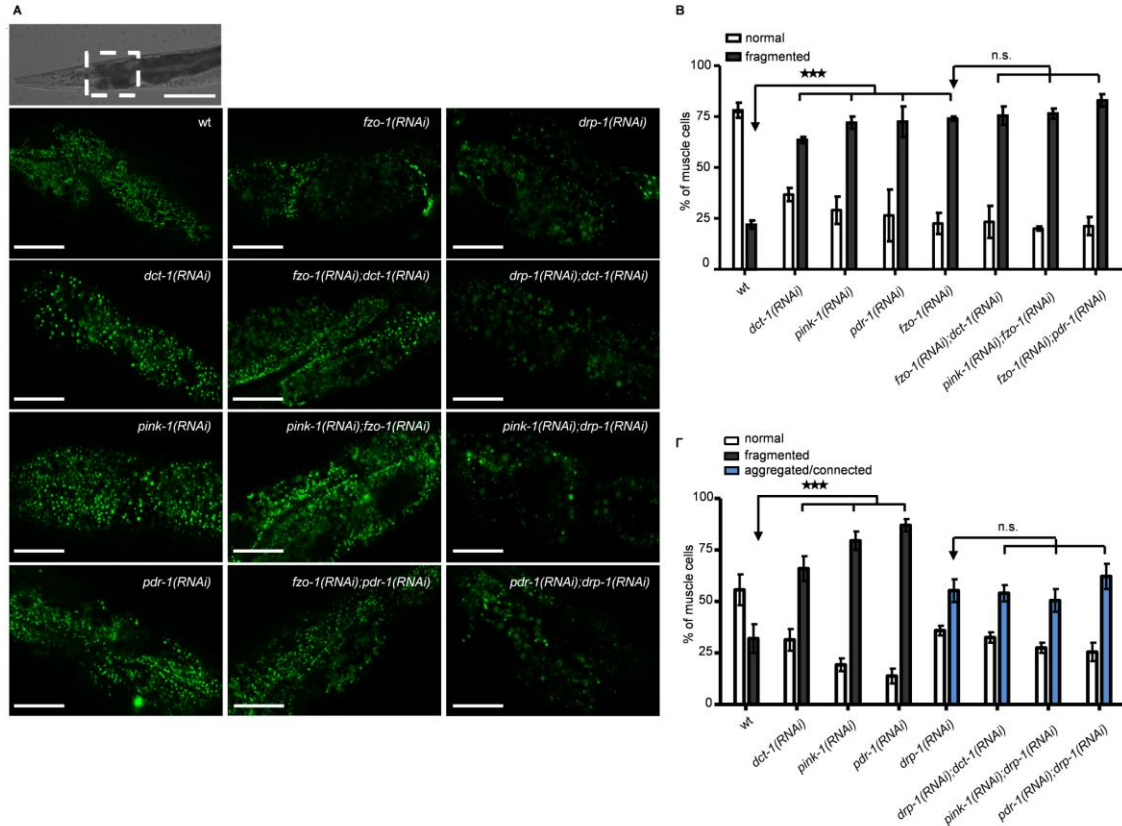 A
wt
fzo-1(RNAi)
drp-1(RNAi)
dct-1(RNAi)
fzo-1(RNAi);dct-1(RNAi)
drp-1(RNAi);dct-1(RNAi)
pink-1(RNAi)
pink-1(RNAi);fzo-1(RNAi)
pink-1(RNAi);drp-1(RNAi)
pdr-1(RNAi)
fzo-1(RNAi);pdr-1(RNAi)
pdr-1(RNAi);drp-1(RNAi)
B
normal
fragmented
★★★
n.s.
% of muscle cells
100
75
50
25
0
wt
dct-1(RNAi)
pink-1(RNAi)
pdr-1(RNAi)
fzo-1(RNAi)
fzo-1(RNAi);dct-1(RNAi)
pink-1(RNAi);fzo-1(RNAi)
fzo-1(RNAi);pdr-1(RNAi)
Γ
normal
fragmented
aggregated/connected
★★★
n.s.
% of muscle cells
100
75
50
25
0
wt
dct-1(RNAi)
pink-1(RNAi)
pdr-1(RNAi)
drp-1(RNAi)
drp-1(RNAi);dct-1(RNAi)
pink-1(RNAi);drp-1(RNAi)
pdr-1(RNAi);drp-1(RNAi)